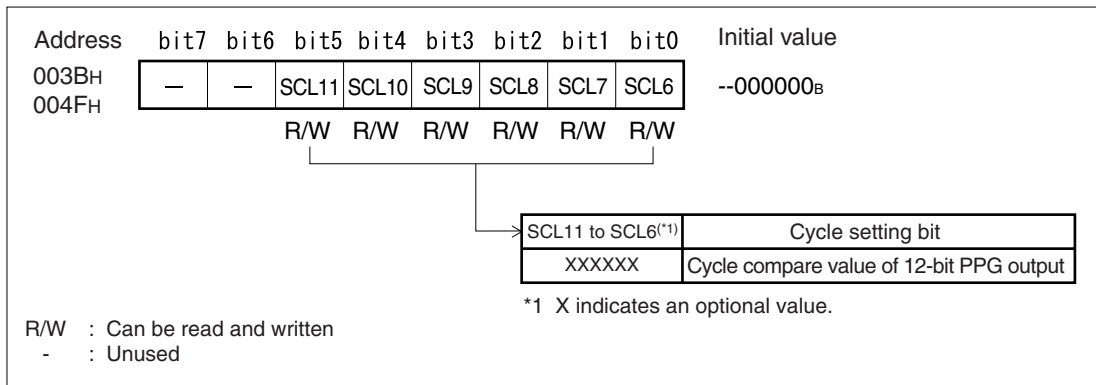 Address bit7 bit6 bit5 bit4 bit3 bit2 bit1 bit0 Initial value
003BH
004FH
— — SCL11 SCL10 SCL9 SCL8 SCL7 SCL6 --000000B
R/W R/W R/W R/W R/W R/W
SCL11 to SCL6(*1) Cycle setting bit
XXXXXX Cycle compare value of 12-bit PPG output
*1 X indicates an optional value.
R/W : Can be read and written
- : Unused